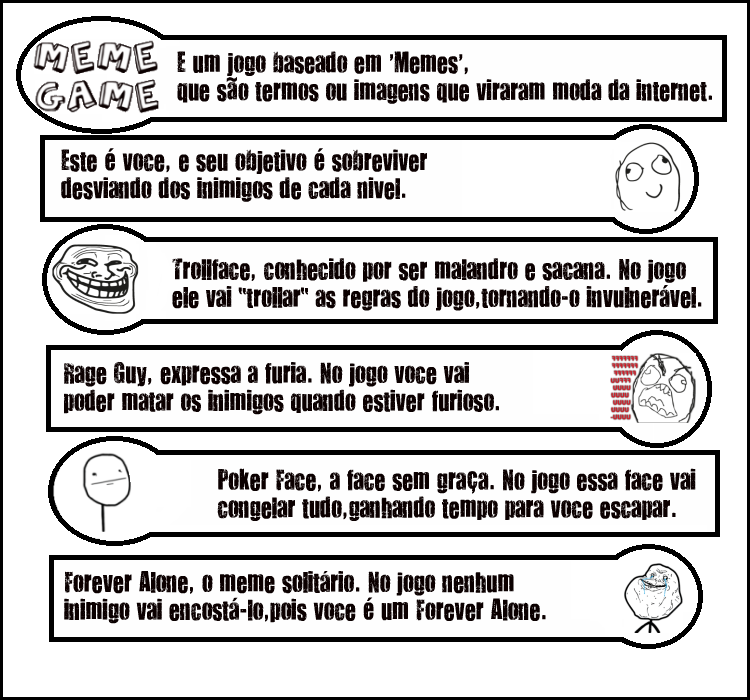 MEME
GAME
E um jogo baseado em 'Memes',
que são termos ou imagens que viraram moda da internet.
Este é voce, e seu objetivo é sobreviver
desviando dos inimigos de cada nivel.
Trollface, conhecido por ser malandro e sacana. No jogo
ele vai "trollar" as regras do jogo,tornando-o invulnerável.
Rage Guy, expressa a furia. No jogo voce vai
poder matar os inimigos quando estiver furioso.
Poker Face, a face sem graça. No jogo essa face vai
congelar tudo,ganhando tempo para voce escapar.
Forever Alone, o meme solitário. No jogo nenhum
inimigo vai encostá-lo,pois voce é um Forever Alone.